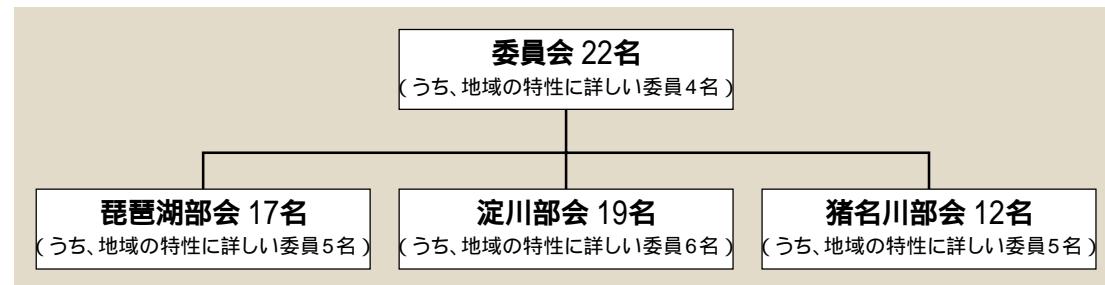 委員会 22名
(うち、地域の特性に詳しい委員4名)
琵琶湖部会 17名
(うち、地域の特性に詳しい委員5名)
淀川部会 19名
(うち、地域の特性に詳しい委員6名)
猪名川部会 12名
(うち、地域の特性に詳しい委員5名)